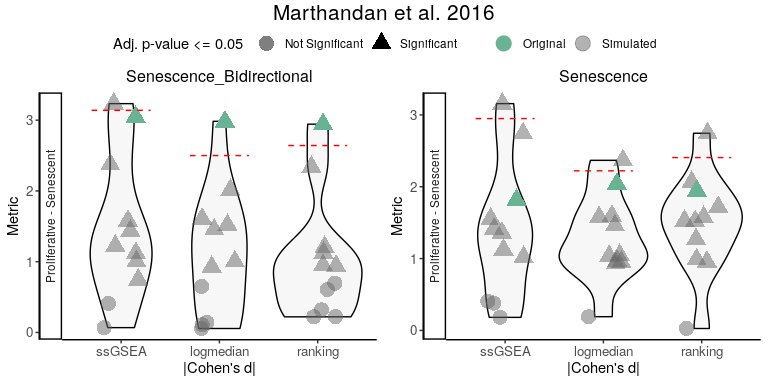 Marthandan et al. 2016
Adj. p-value <= 0.05 Not Significant Significant Original Simulated
Senescence_Bidirectional
Metric
Proliferative - Senescent
3
2
1
0
ssGSEA logmedian ranking
|Cohen's d|
Senescence
Metric
Proliferative - Senescent
3
2
1
0
ssGSEA logmedian ranking
|Cohen's d|